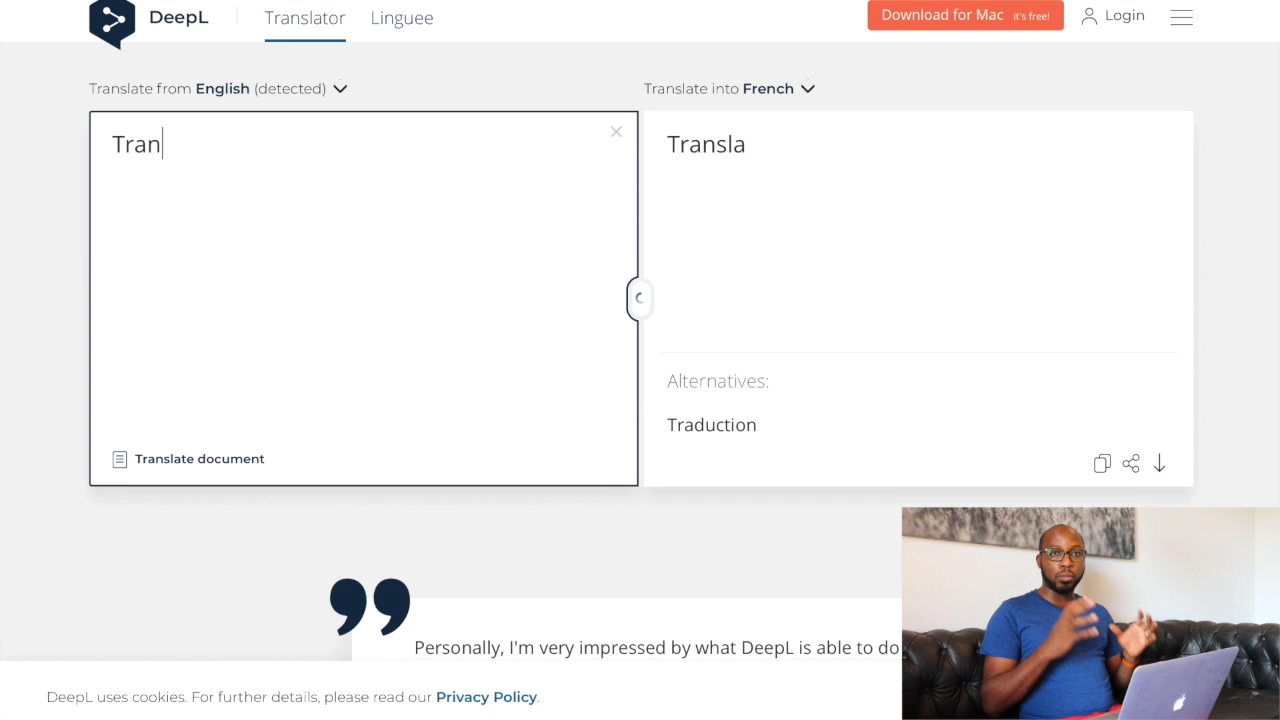 DeepL
Translator
Linguee
Download for Mac it's free!
Login
Translate from English (detected)
Translate into French
Tran
Transla
Alternatives:
Traduction
Translate document
Personally, I'm very impressed by what DeepL is able to do
DeepL uses cookies. For further details, please read our Privacy Policy.